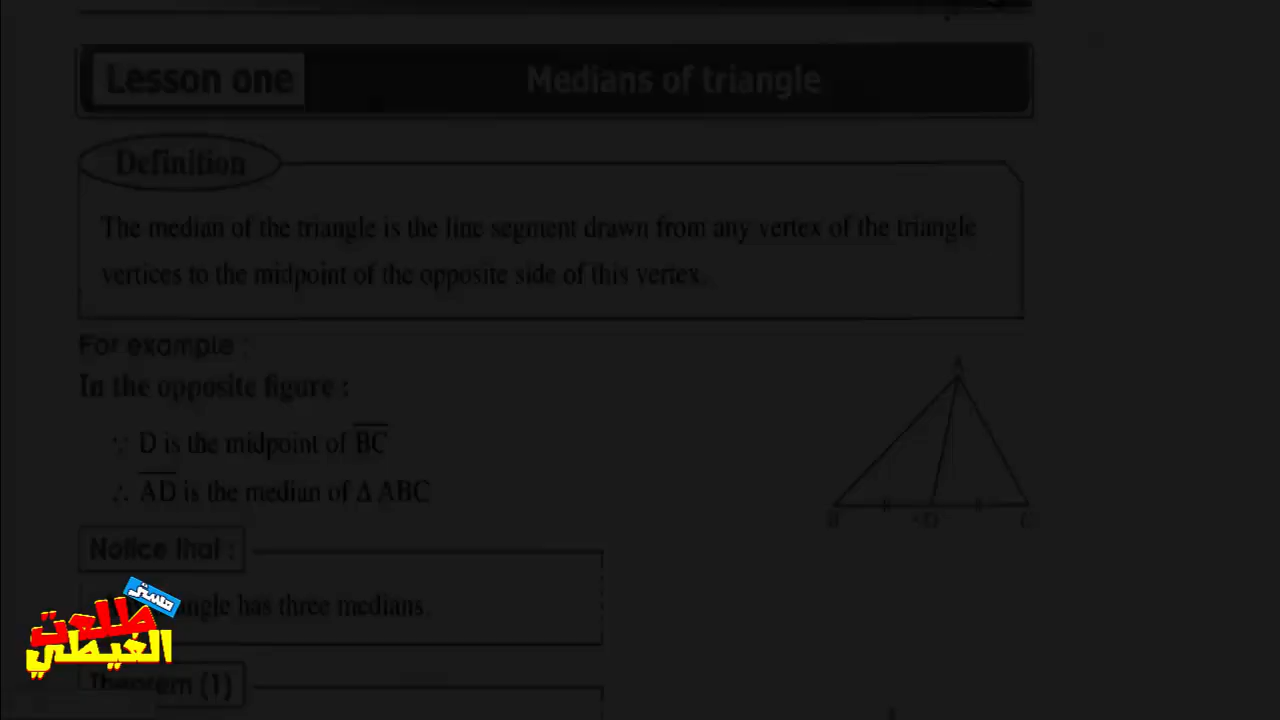 Lesson one
Medians of triangle
Definition
The median of the triangle is the line segment drawn from any vertex of the triangle
vertices to the midpoint of the opposite side of this vertex.
For example :
In the opposite figure :
∵ D is the midpoint of BC
∴ AD is the median of Δ ABC
A
B D C
Notice that :
has three medians.
مستر
طلعت
الغيطي
Theorem (1)